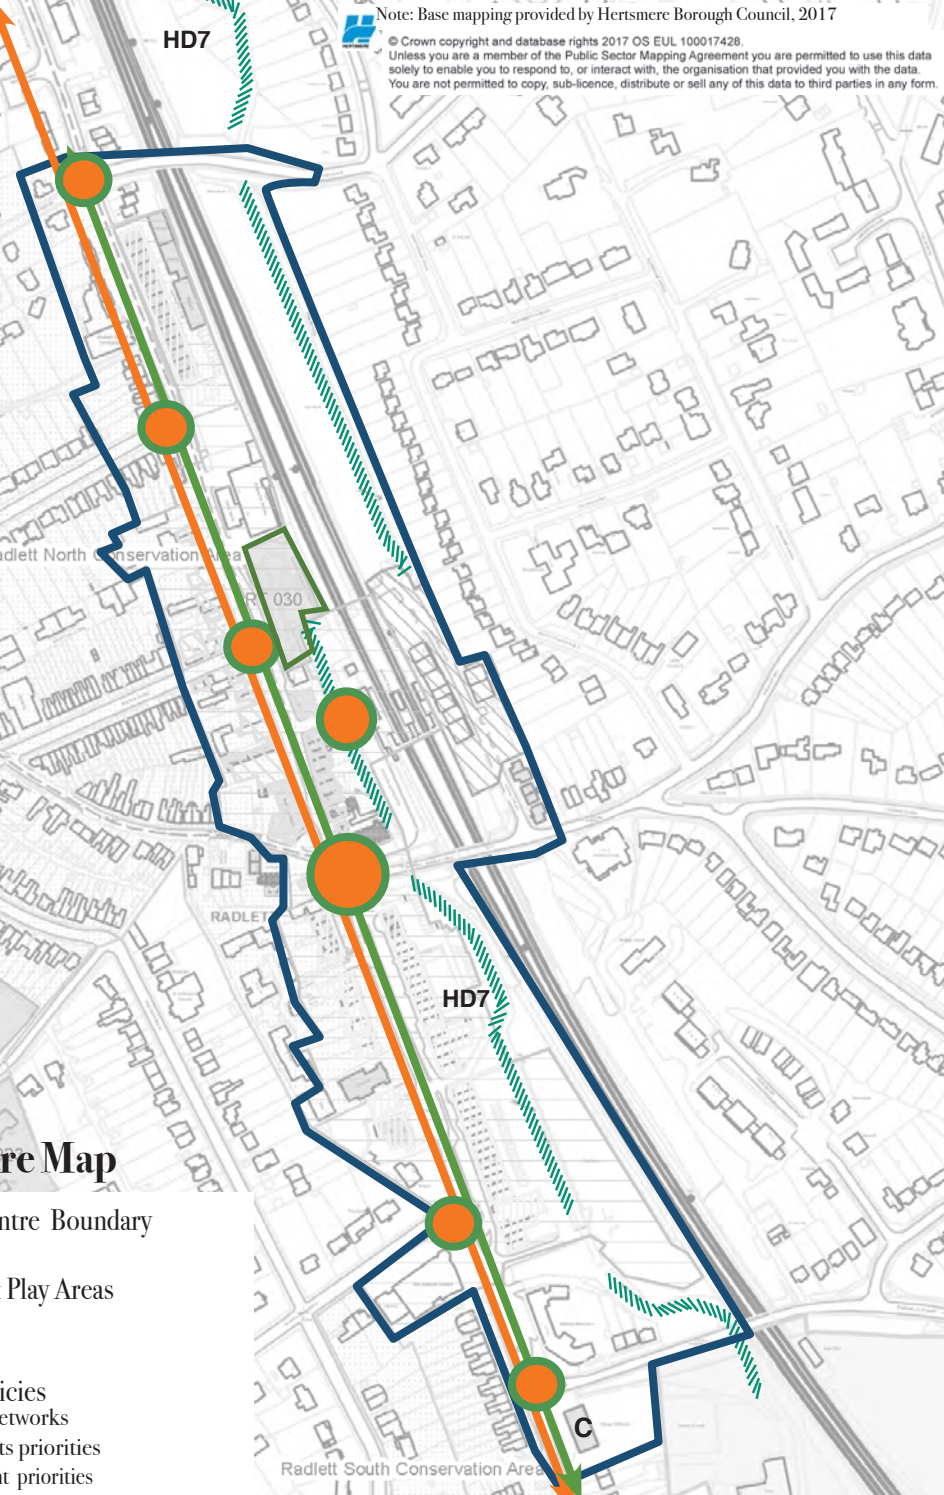 HD7
Note: Base mapping provided by Hertsmere Borough Council, 2017
HERTSMERE
© Crown copyright and database rights 2017 OS EUL 100017428.
Unless you are a member of the Public Sector Mapping Agreement you are permitted to use this data
solely to enable you to respond to, or interact with, the organisation that provided you with the data.
You are not permitted to copy, sub-licence, distribute or sell any of this data to third parties in any form.
adlett North Conservation Area
030
RADLET
HD7
re Map
ntre Boundary
Play Areas
icies
etworks
ts priorities
nt priorities
C
Radlett South Conservation Area